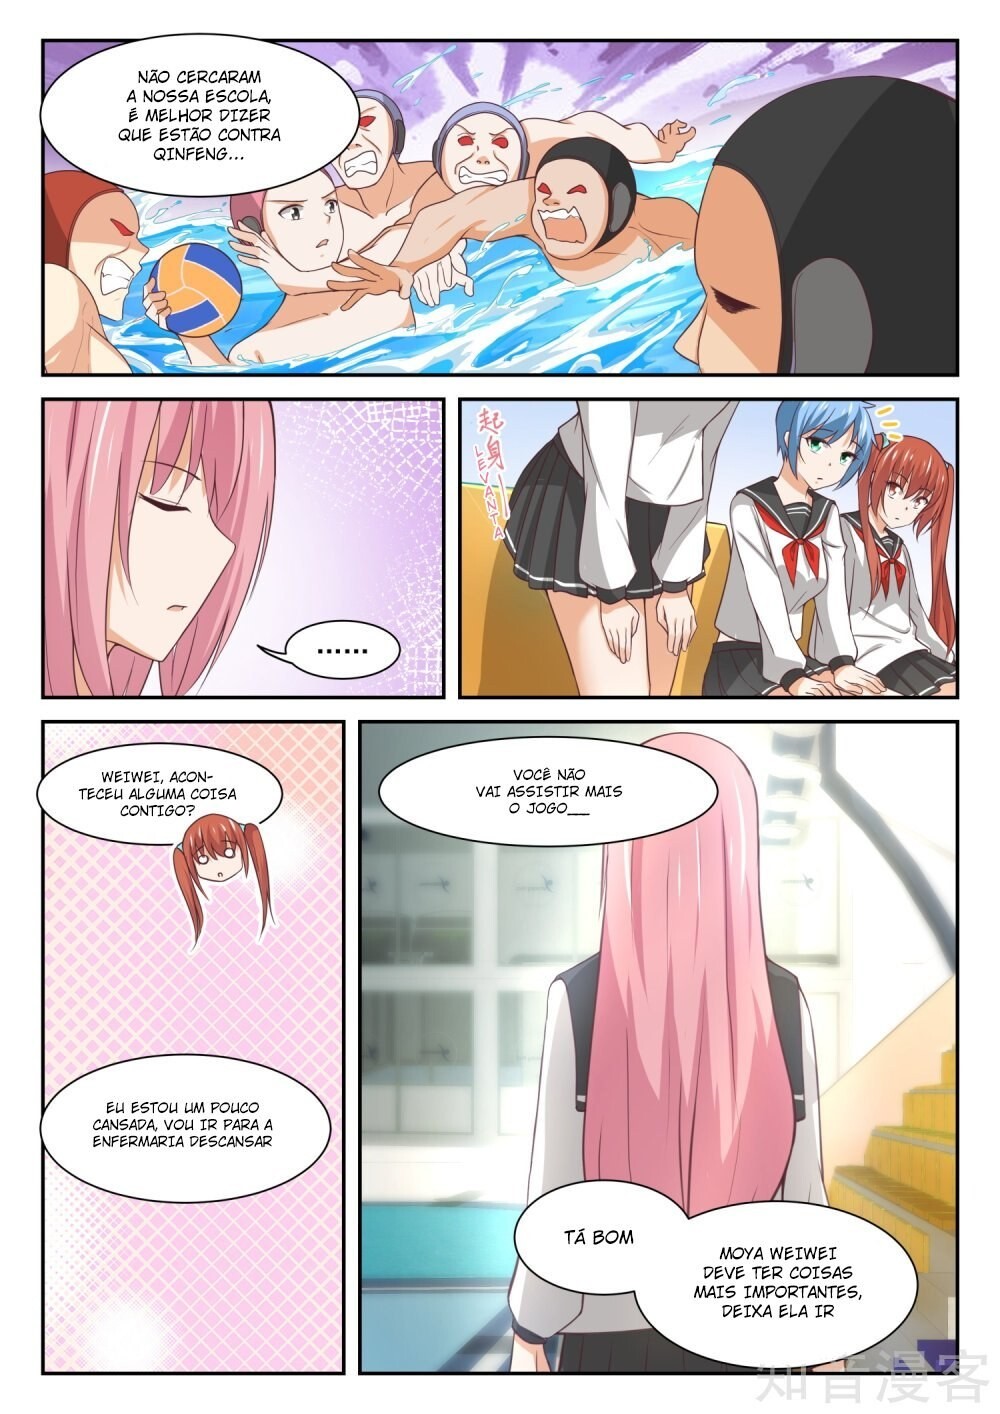 NÃO CERCARAM
A NOSSA ESCOLA,
É MELHOR DIZER
QUE ESTÃO CONTRA
QINFENG...
......
起身
LEVANTA
WEIWEI, ACON-
TECEU ALGUMA COISA
CONTIGO?
EU ESTOU UM POUCO
CANSADA, VOU IR PARA A
ENFERMARIA DESCANSAR
VOCÊ NÃO
VAI ASSISTIR MAIS
O JOGO___
TÁ BOM
MOYA WEIWEI
DEVE TER COISAS
MAIS IMPORTANTES,
DEIXA ELA IR
知音漫客